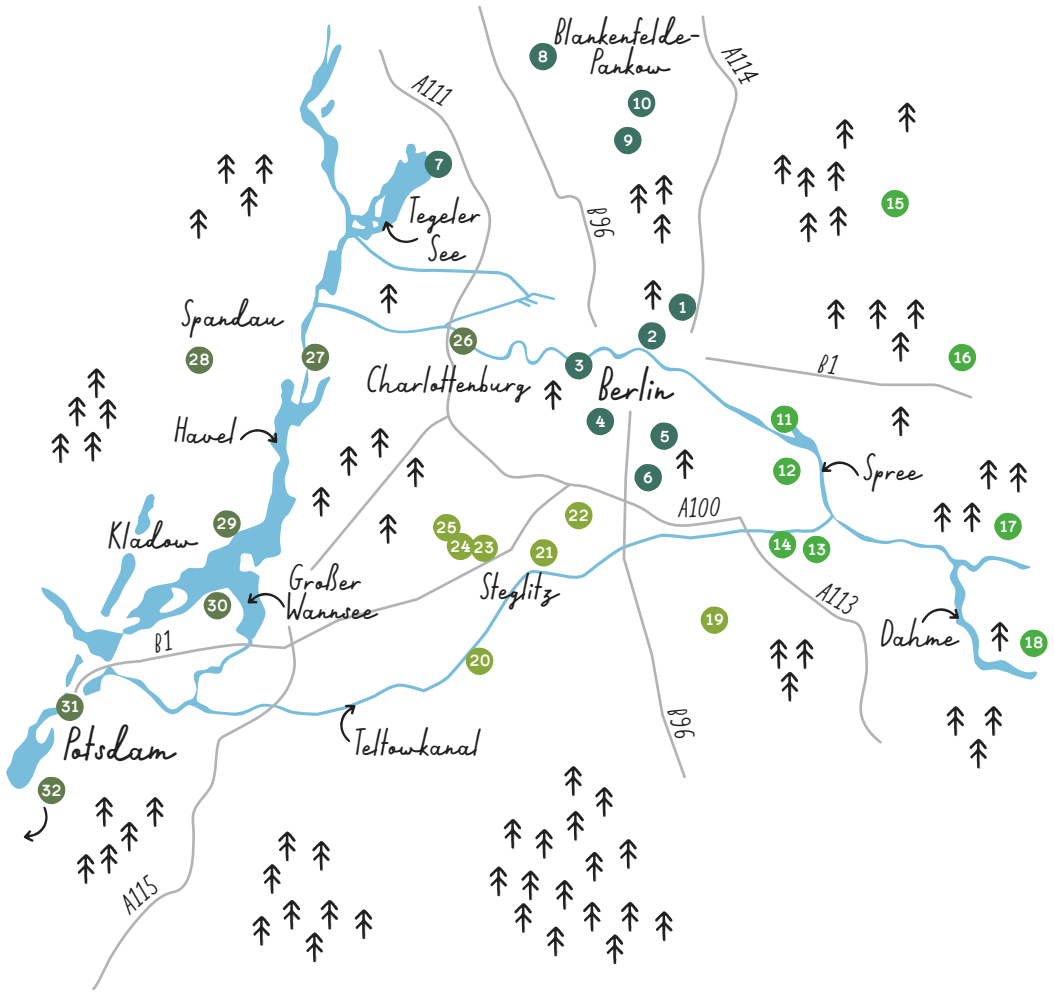 Blankenfelde-
Pankow
8
A114
A111
10
9
7
15
Tegeler
See
B96
1
Spandau
2
26
28
27
3
16
B1
Charlottenburg
Berlin
11
4
Havel
5
12
Spree
6
A100
22
17
29
25
24
23
Kladow
21
14
13
Großer
Wannsee
Steglitz
30
A113
19
Dahme
18
B1
20
31
B96
Potsdam
Teltowkanal
32
A115